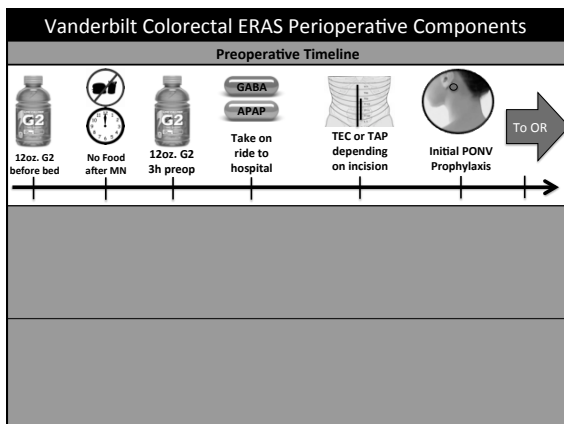 Vanderbilt Colorectal ERAS Perioperative Components
Preoperative Timeline
G2
12oz. G2
before bed
No Food
after MN
G2
12oz. G2
3h preop
GABA
APAP
Take on
ride to
hospital
TEC or TAP
depending
on incision
Initial PONV
Prophylaxis
To OR